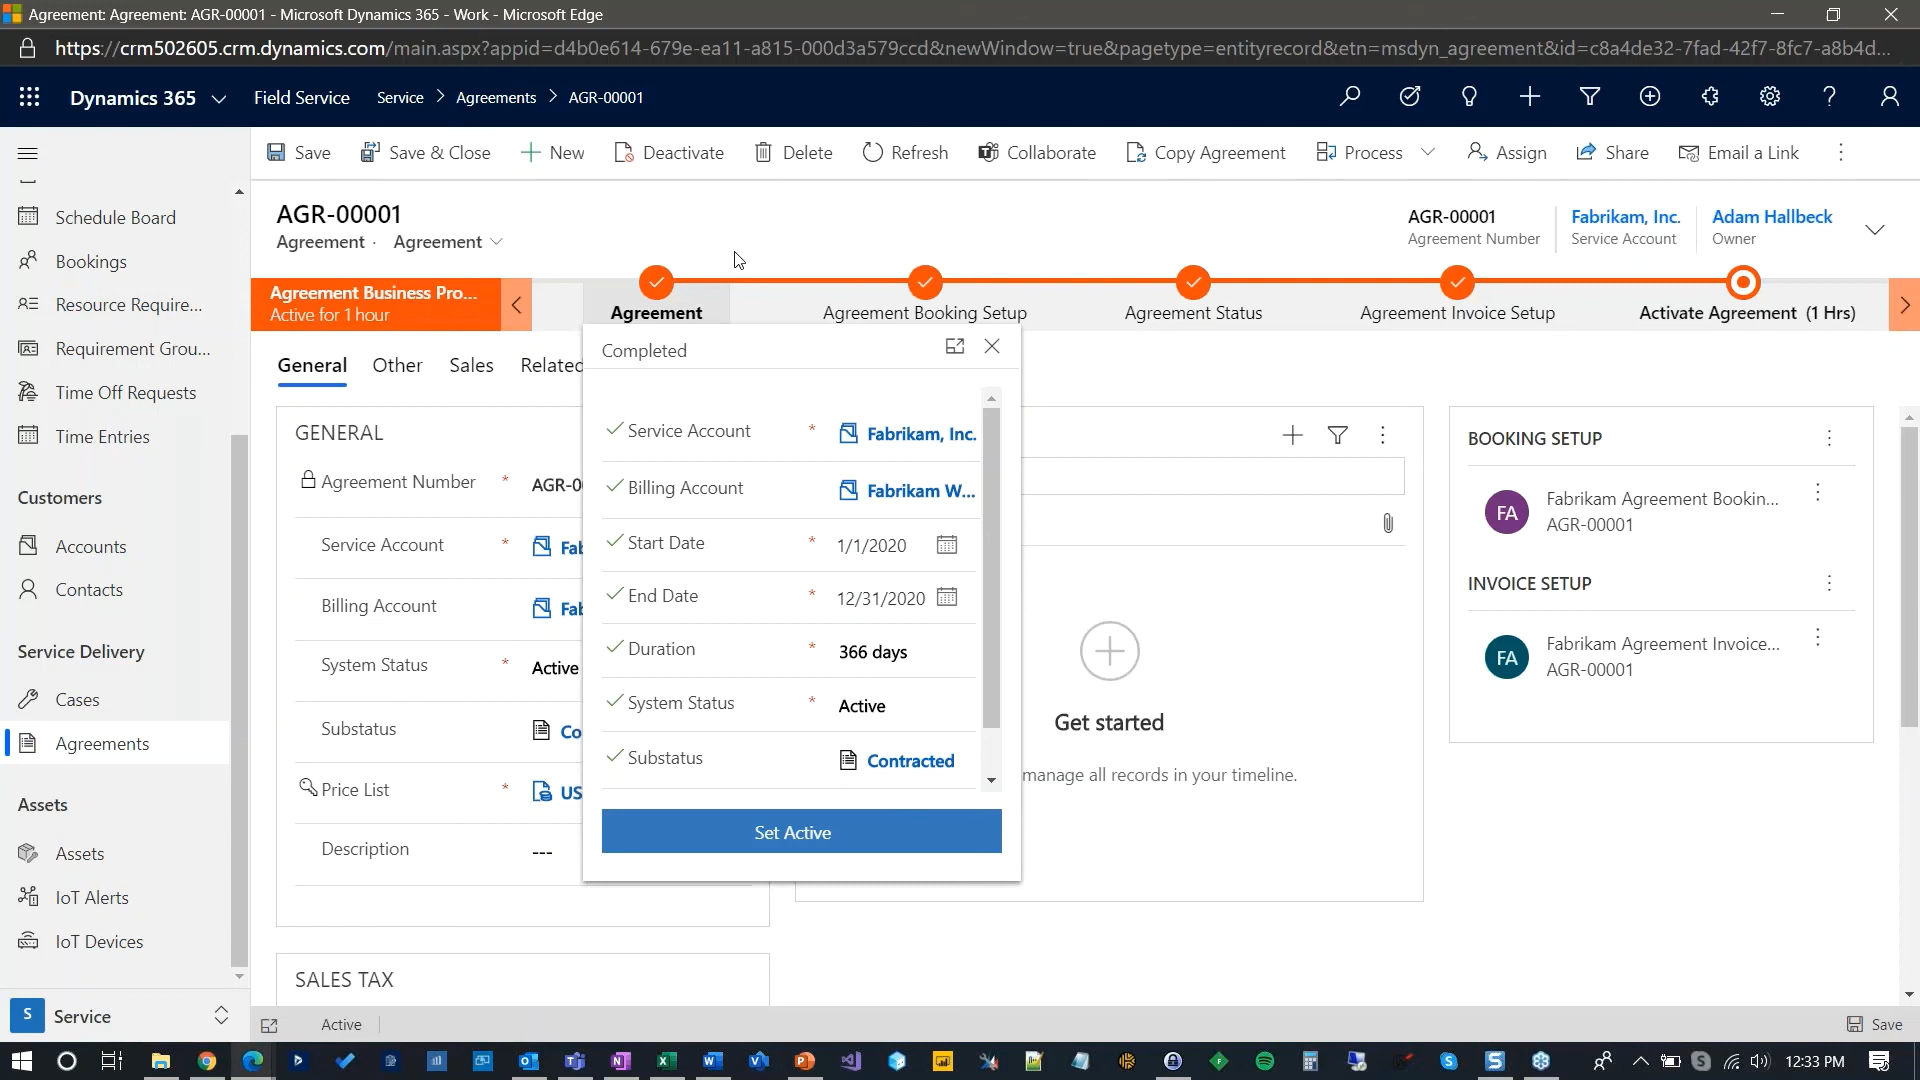 Agreement: Agreement: AGR-00001 - Microsoft Dynamics 365 - Work - Microsoft Edge
https://crm502605.crm.dynamics.com/main.aspx?appid=d4b0e614-679e-ea11-a815-000d3a579ccd&newWindow=true&pagetype=entityrecord&etn=msdyn_agreement&id=c8a4de32-7fad-42f7-8fc7-a8b4d...
Dynamics 365 Field Service Service > Agreements > AGR-00001
Save Save & Close New Deactivate Delete Refresh Collaborate Copy Agreement Process Assign Share Email a Link
Schedule Board
Bookings
Resource Require...
Requirement Grou...
Time Off Requests
Time Entries
Customers
Accounts
Contacts
Service Delivery
Cases
Agreements
Assets
Assets
IoT Alerts
IoT Devices
S Service
AGR-00001
Agreement · Agreement
AGR-00001
Agreement Number
Fabrikam, Inc.
Service Account
Adam Hallbeck
Owner
Agreement Business Pro...
Active for 1 hour
Agreement
Agreement Booking Setup
Agreement Status
Agreement Invoice Setup
Activate Agreement (1 Hrs)
General Other Sales Related
GENERAL
Agreement Number * AGR-0
Service Account * Fab
Billing Account Fab
System Status * Active
Substatus Co
Price List * US
Description ---
SALES TAX
Completed
Service Account * Fabrikam, Inc.
Billing Account Fabrikam W...
Start Date * 1/1/2020
End Date * 12/31/2020
Duration * 366 days
System Status * Active
Substatus Contracted
Set Active
Get started
manage all records in your timeline.
BOOKING SETUP
FA
Fabrikam Agreement Bookin...
AGR-00001
INVOICE SETUP
FA
Fabrikam Agreement Invoice...
AGR-00001
Active
Save
12:33 PM